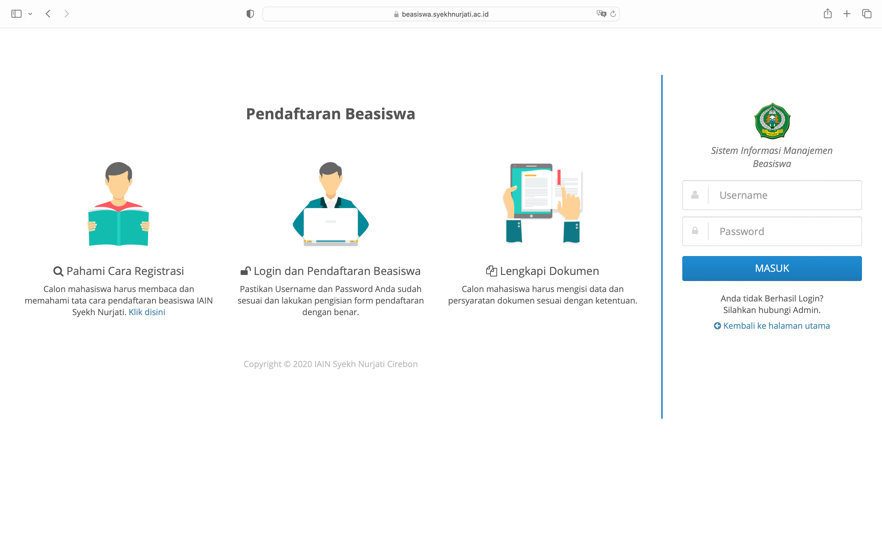 beasiswa.syekhnurjati.ac.id
Pendaftaran Beasiswa
Pahami Cara Registrasi
Calon mahasiswa harus membaca dan
memahami tata cara pendaftaran beasiswa IAIN
Syekh Nurjati. Klik disini
Login dan Pendaftaran Beasiswa
Pastikan Username dan Password Anda sudah
sesuai dan lakukan pengisian form pendaftaran
dengan benar.
Lengkapi Dokumen
Calon mahasiswa harus mengisi data dan
persyaratan dokumen sesuai dengan ketentuan.
Copyright © 2020 IAIN Syekh Nurjati Cirebon
Sistem Informasi Manajemen
Beasiswa
Username
Password
MASUK
Anda tidak Berhasil Login?
Silahkan hubungi Admin.
Kembali ke halaman utama